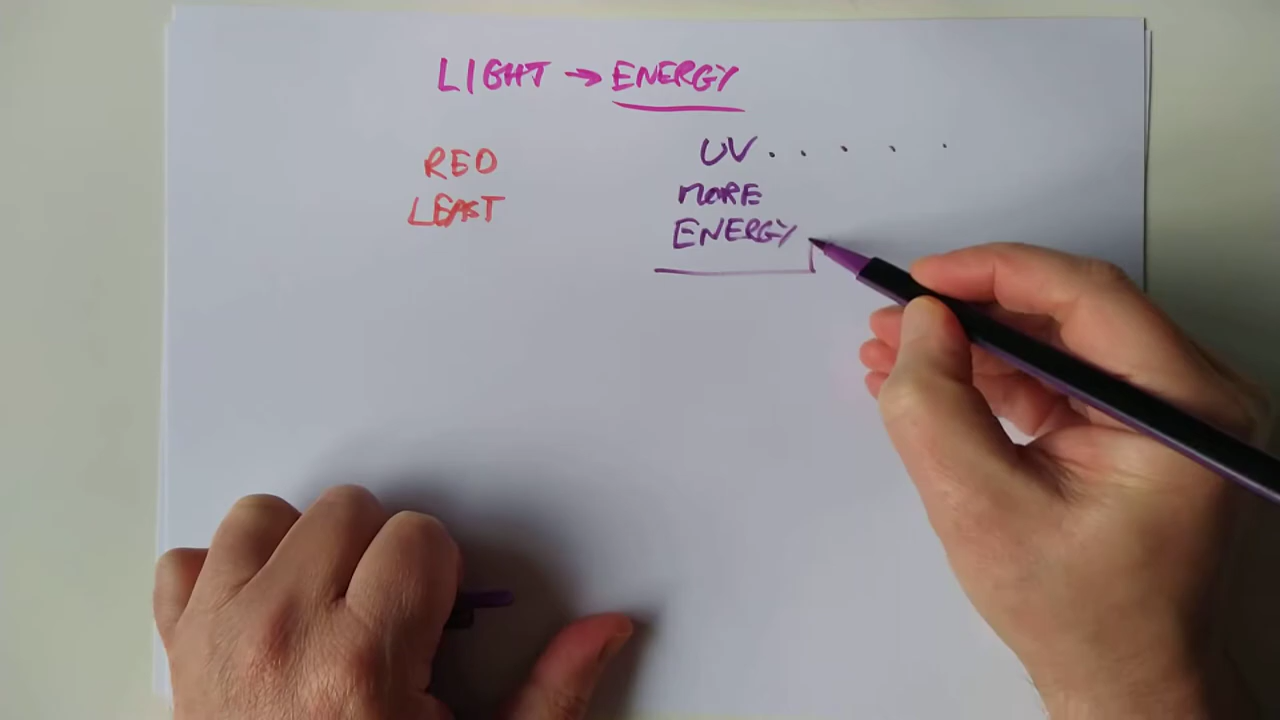 LIGHT → ENERGY
RED
LEAST
UV.....
MORE
ENERGY